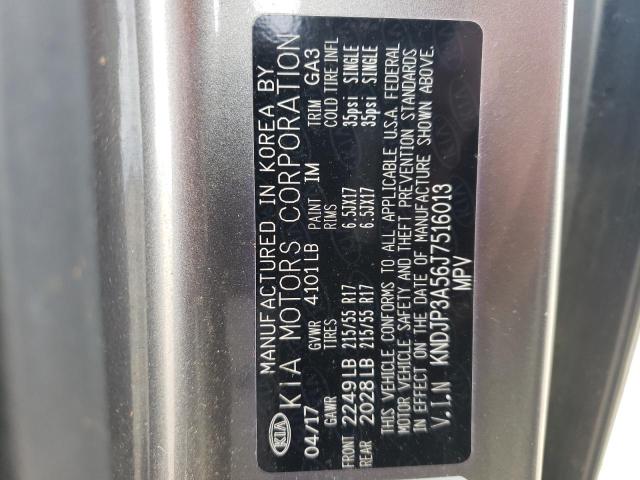 KIA
MANUFACTURED IN KOREA BY
KIA MOTORS CORPORATION
04/17 GVWR 4101LB PAINT IM TRIM GA3
GAWR RIMS COLD TIRE INFL
FRONT 2249LB 215/55 R17 6.5JX17 35psi SINGLE
REAR 2028LB 215/55 R17 6.5JX17 35psi SINGLE
THIS VEHICLE CONFORMS TO ALL APPLICABLE U.S.A. FEDERAL
MOTOR VEHICLE SAFETY AND THEFT PREVENTION STANDARDS
IN EFFECT ON THE DATE OF MANUFACTURE SHOWN ABOVE.
V.I.N KNDJP3A56J7516013
MPV